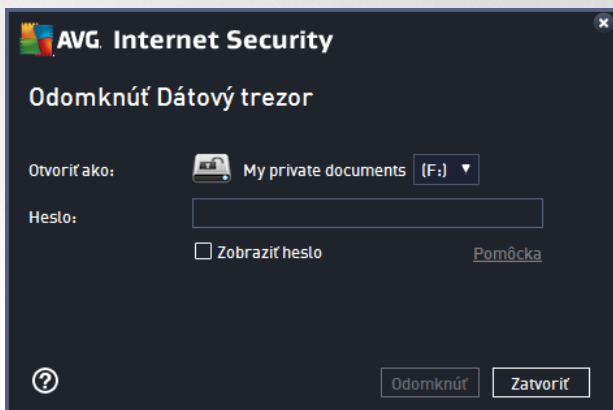 AVG. Internet Security
Odomknúť Dátový trezor
Otvoriť ako: My private documents (F:)
Heslo:
Zobraziť heslo Pomôcka
Odomknúť Zatvoriť